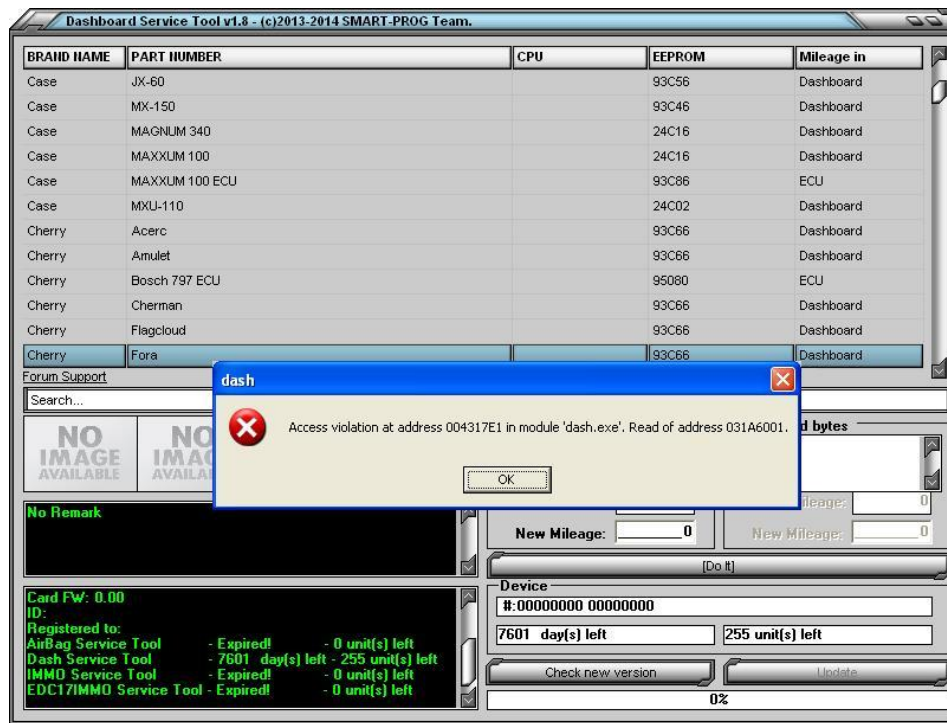 Dashboard Service Tool v1.8 - (c)2013-2014 SMART-PROG Team.
BRAND NAME PART NUMBER CPU EEPROM Mileage in
Case JX-60 93C56 Dashboard
Case MX-150 93C46 Dashboard
Case MAGNUM 340 24C16 Dashboard
Case MAXXUM 100 24C16 Dashboard
Case MAXXUM 100 ECU 93C86 ECU
Case MXU-110 24C02 Dashboard
Cherry Acerc 93C66 Dashboard
Cherry Amulet 93C66 Dashboard
Cherry Bosch 797 ECU 95080 ECU
Cherry Cherman 93C66 Dashboard
Cherry Flagcloud 93C66 Dashboard
Cherry Fora 93C66 Dashboard
Forum Support
Search...
dash
Access violation at address 004317E1 in module 'dash.exe'. Read of address 031A6001.
OK
NO IMAGE AVAILABLE
NO
bytes
No Remark
Mileage: 0
New Mileage: 0 New Mileage: 0
[Do It]
Card FW: 0.00
ID:
Registered to:
AirBag Service Tool - Expired! - 0 unit(s) left
Dash Service Tool - 7601 day(s) left - 255 unit(s) left
IMMO Service Tool - Expired! - 0 unit(s) left
EDC17IMMO Service Tool - Expired! - 0 unit(s) left
Device
#:00000000 00000000
7601 day(s) left 255 unit(s) left
Check new version Update
0%